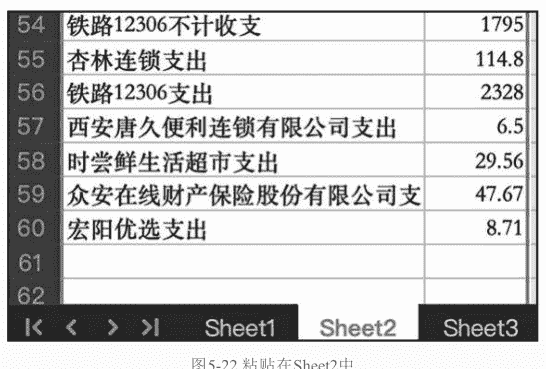 54 铁路12306不计收支 1795
55 杏林连锁支出 114.8
56 铁路12306支出 2328
57 西安唐久便利连锁有限公司支出 6.5
58 时尝鲜生活超市支出 29.56
59 众安在线财产保险股份有限公司支 47.67
60 宏阳优选支出 8.71
61
62
Sheet1 Sheet2 Sheet3
图5-22 粘贴在Sheet2中